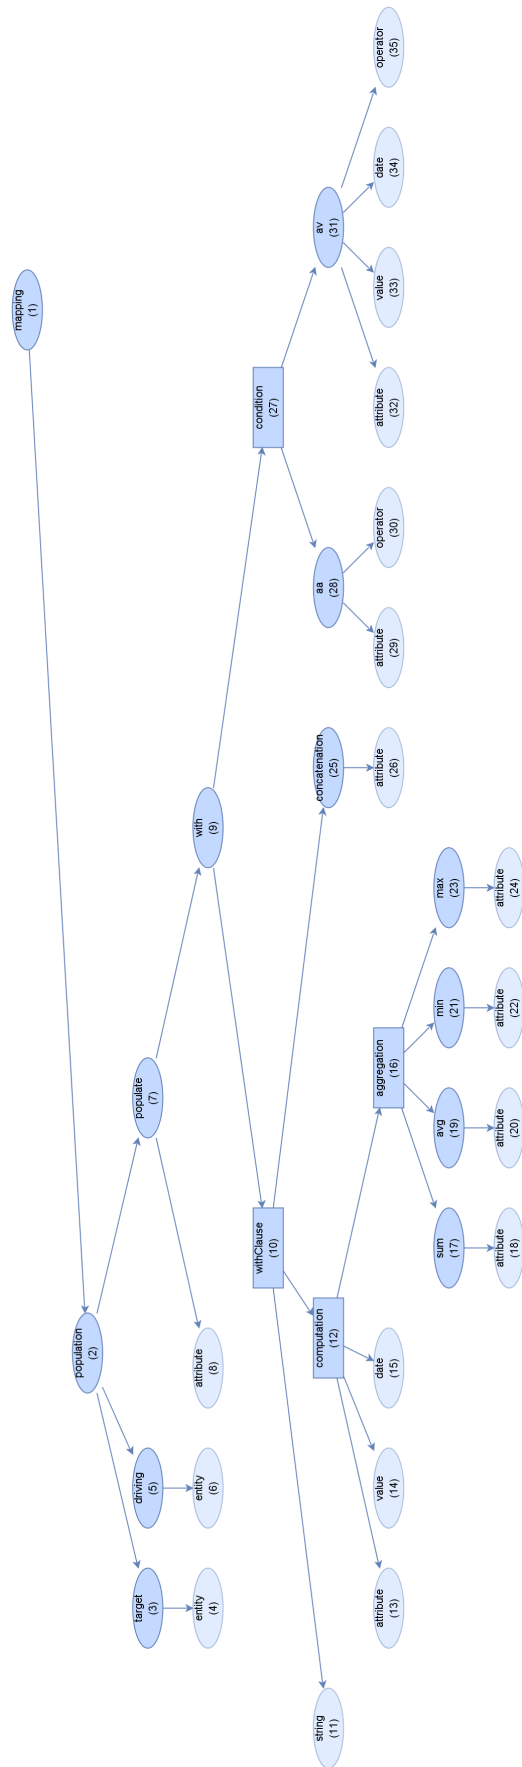 mapping
(1)
population
(2)
target
(3)
entity
(4)
driving
(5)
entity
(6)
populate
(7)
attribute
(8)
with
(9)
withClause
(10)
string
(11)
computation
(12)
attribute
(13)
value
(14)
date
(15)
aggregation
(16)
sum
(17)
attribute
(18)
avg
(19)
attribute
(20)
min
(21)
attribute
(22)
max
(23)
attribute
(24)
concatenation
(25)
attribute
(26)
condition
(27)
aa
(28)
attribute
(29)
operator
(30)
av
(31)
attribute
(32)
value
(33)
date
(34)
operator
(35)